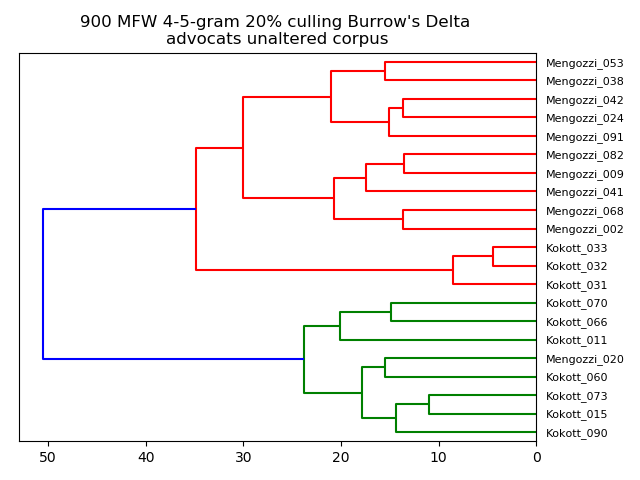 900 MFW 4-5-gram 20% culling Burrow's Delta
advocats unaltered corpus
Mengozzi_053
Mengozzi_038
Mengozzi_042
Mengozzi_024
Mengozzi_091
Mengozzi_082
Mengozzi_009
Mengozzi_041
Mengozzi_068
Mengozzi_002
Kokott_033
Kokott_032
Kokott_031
Kokott_070
Kokott_066
Kokott_011
Mengozzi_020
Kokott_060
Kokott_073
Kokott_015
Kokott_090
50 40 30 20 10 0